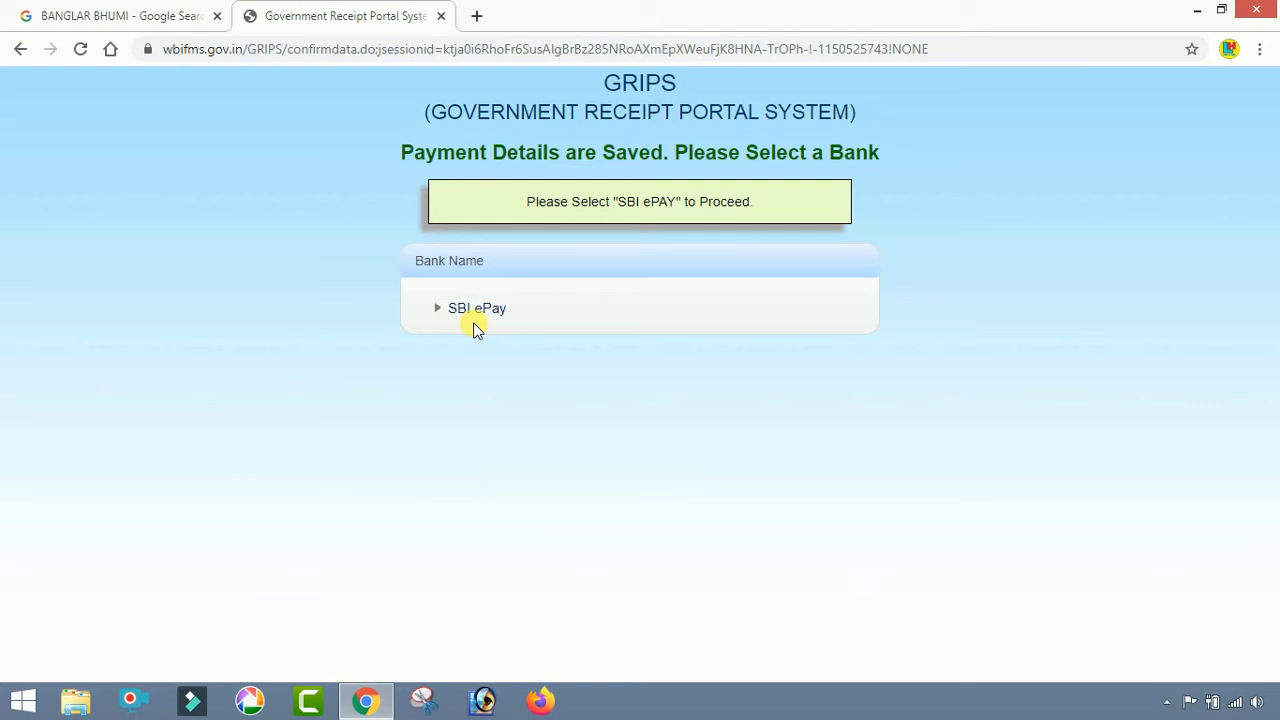 BANGLAR BHUMI - Google Sear
Government Receipt Portal Syste
wbifms.gov.in/GRIPS/confirmdata.do;jsessionid=ktja0i6RhoFr6SusAlgBrBz285NRoAXmEpXWeuFjK8HNA-TrOPh-!-1150525743!NONE
GRIPS
(GOVERNMENT RECEIPT PORTAL SYSTEM)
Payment Details are Saved. Please Select a Bank
Please Select "SBI ePAY" to Proceed.
Bank Name
SBI ePay